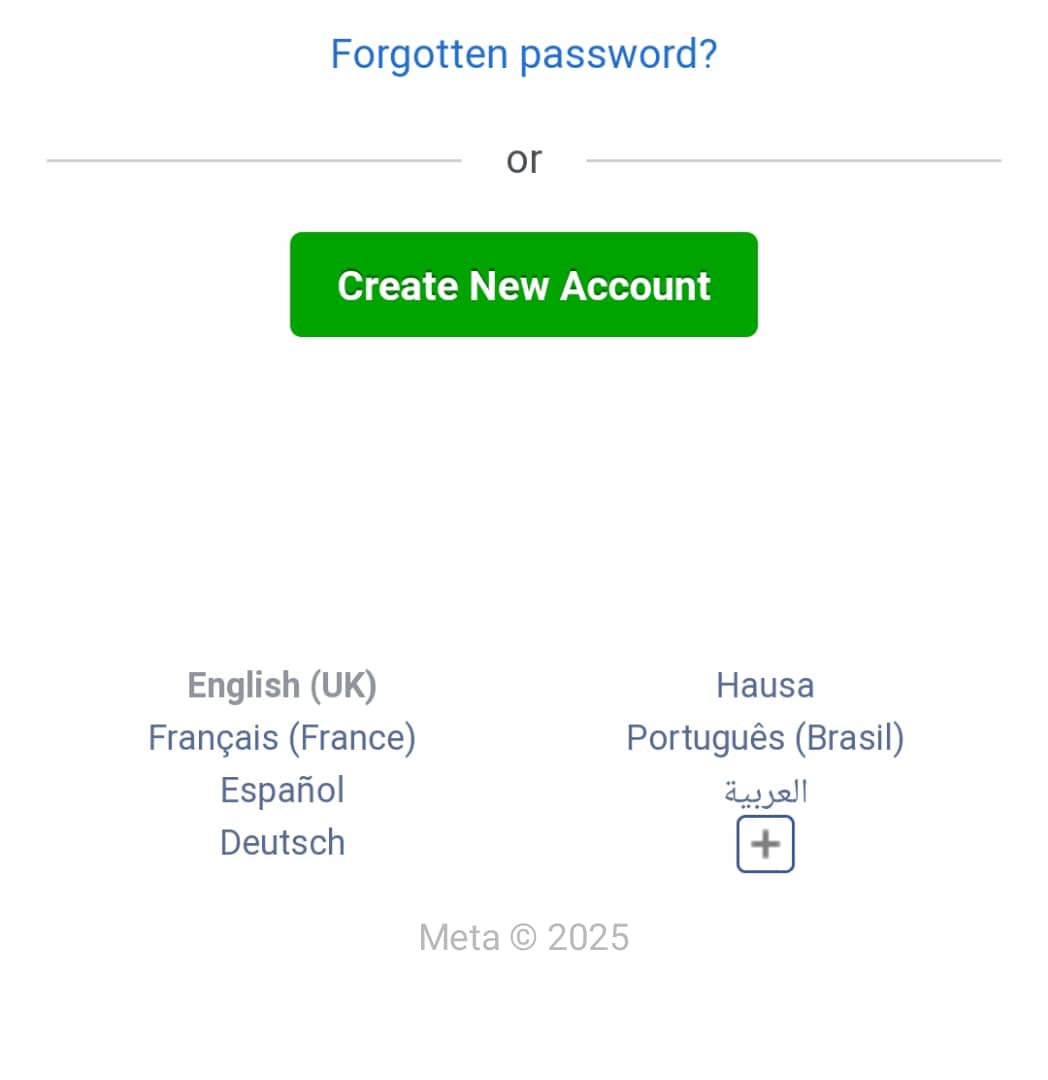 Forgotten password?
or
Create New Account
English (UK)
Hausa
Français (France)
Português (Brasil)
Español
العربية
Deutsch
+
Meta © 2025